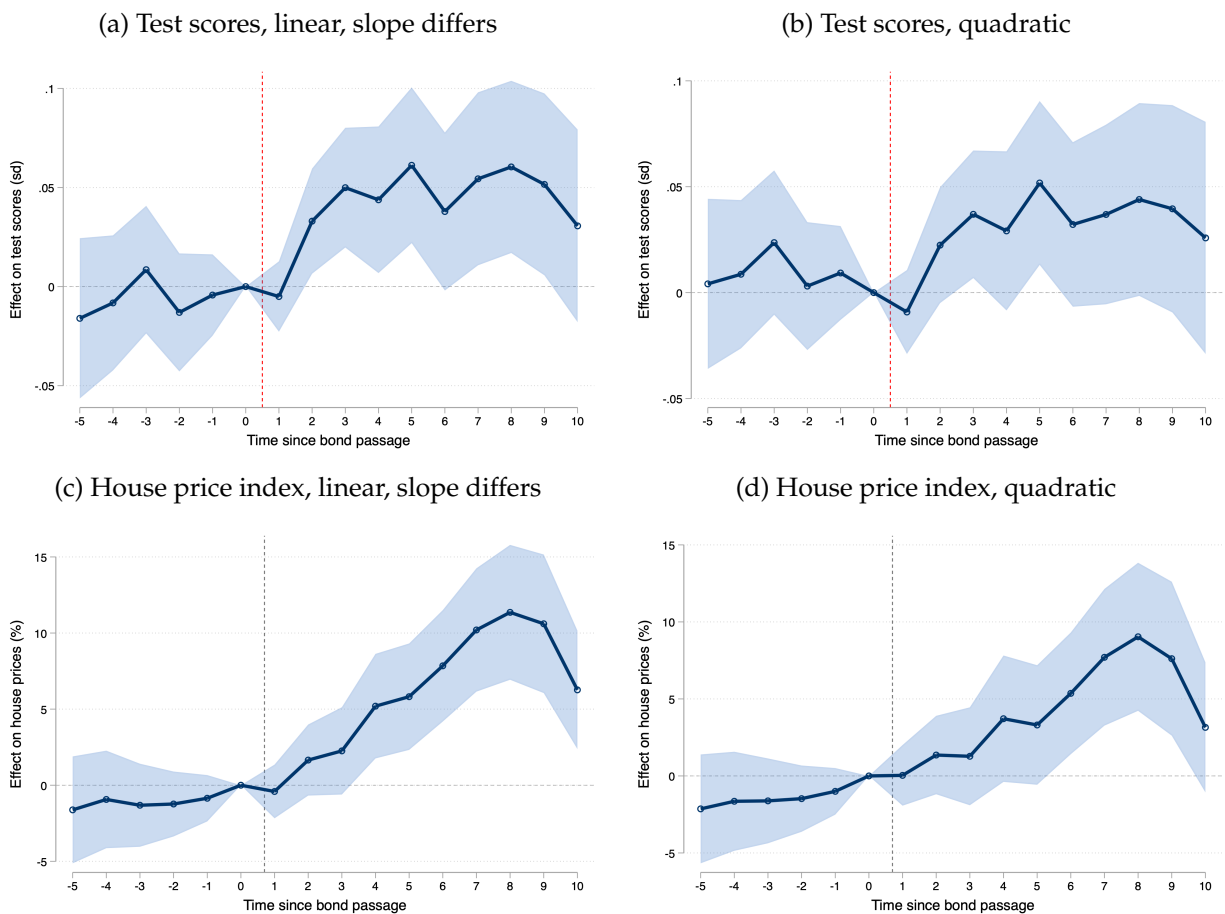 (a) Test scores, linear, slope differs
(b) Test scores, quadratic
Effect on test scores (sd)
.1
.05
0
-.05
-5 -4 -3 -2 -1 0 1 2 3 4 5 6 7 8 9 10
Time since bond passage
Effect on test scores (sd)
.1
.05
0
-.05
-5 -4 -3 -2 -1 0 1 2 3 4 5 6 7 8 9 10
Time since bond passage
(c) House price index, linear, slope differs
(d) House price index, quadratic
Effect on house prices (%)
15
10
5
0
-5
-5 -4 -3 -2 -1 0 1 2 3 4 5 6 7 8 9 10
Time since bond passage
Effect on house prices (%)
15
10
5
0
-5
-5 -4 -3 -2 -1 0 1 2 3 4 5 6 7 8 9 10
Time since bond passage